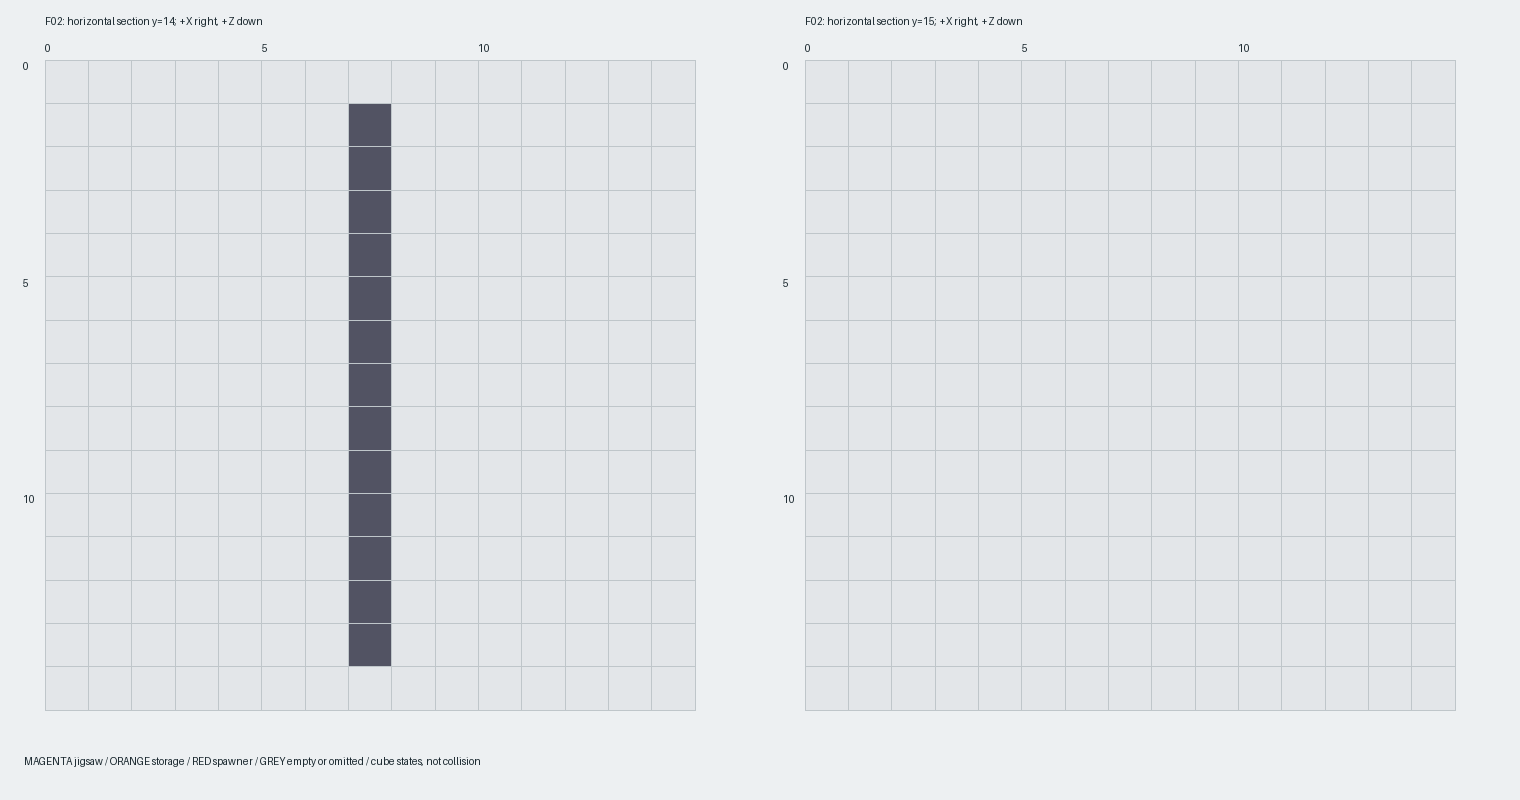 F02: horizontal section y=14; +X right, +Z down
F02: horizontal section y=15; +X right, +Z down
0 5 10
0 5 10
0
0
5
5
10
10
MAGENTA jigsaw / ORANGE storage / RED spawner / GREY empty or omitted / cube states, not collision